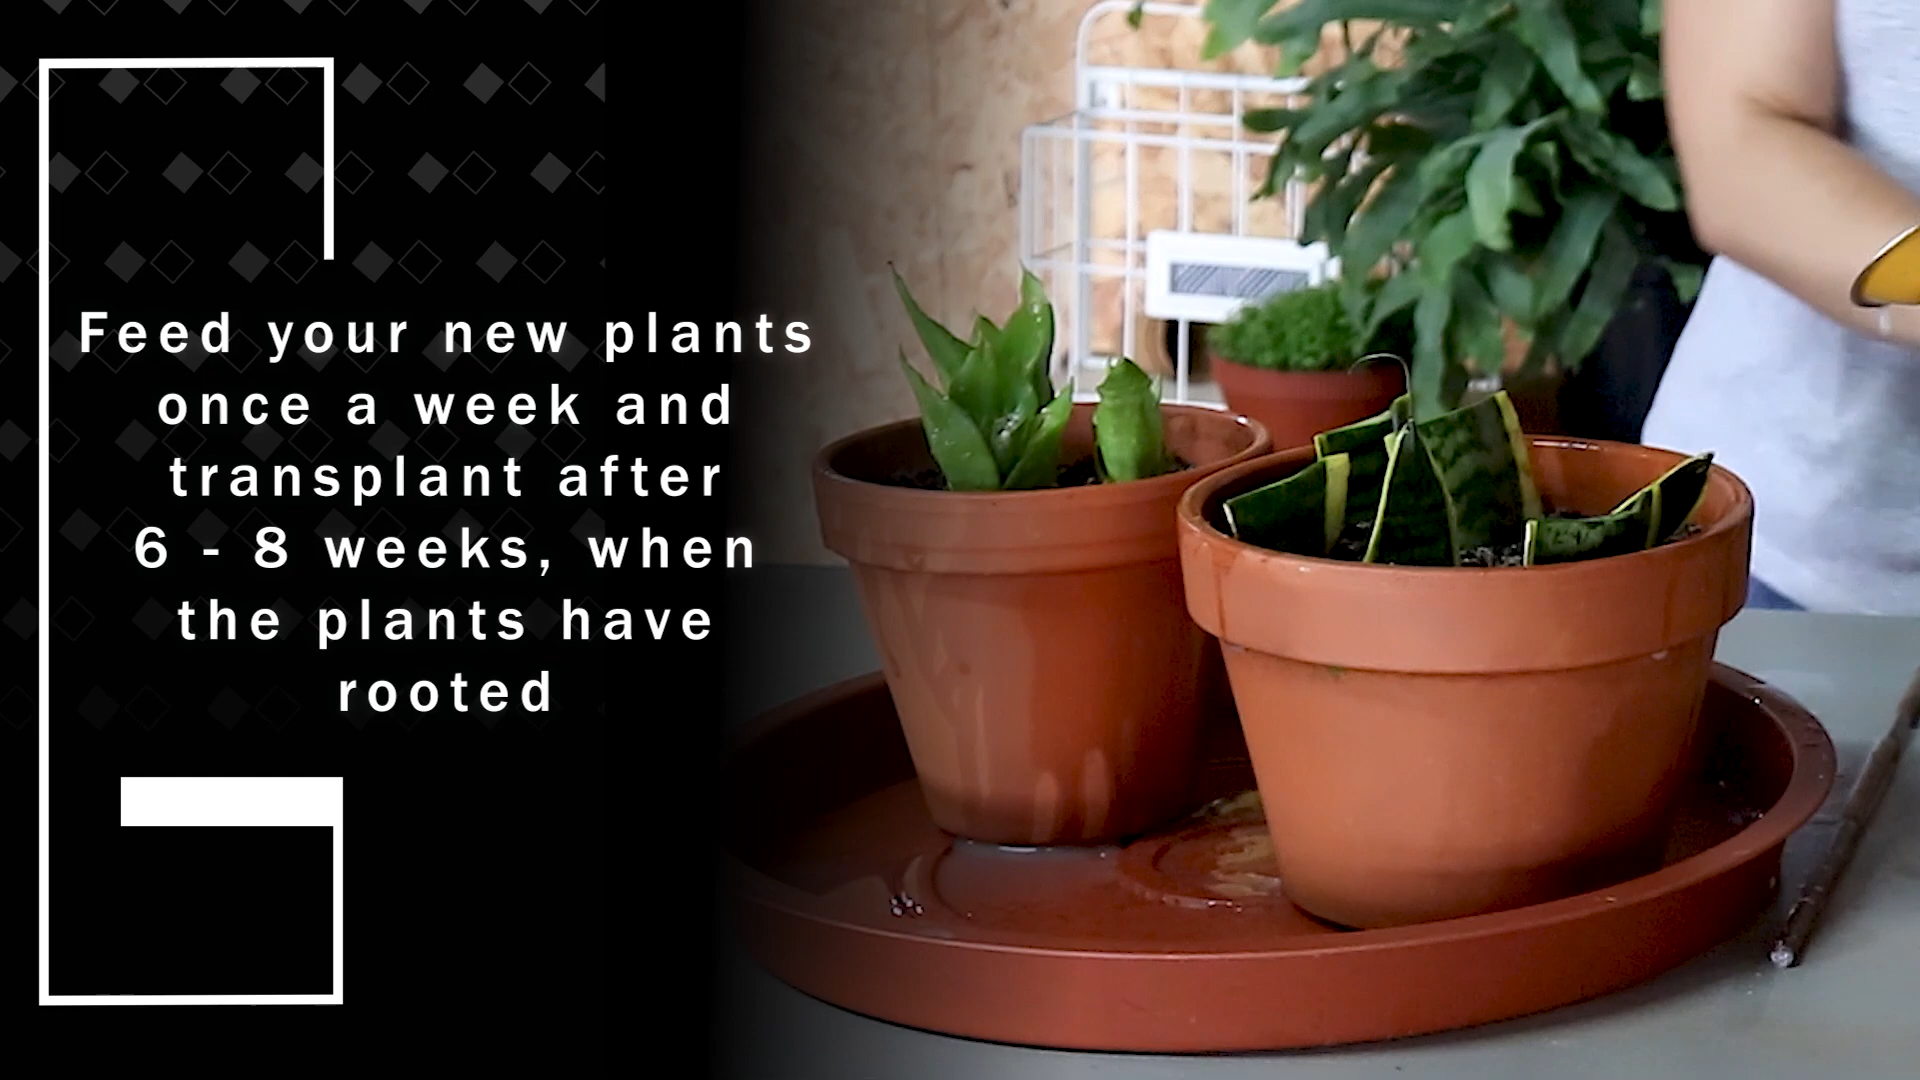 Feed your new plants
once a week and
transplant after
6 - 8 weeks, when
the plants have
rooted